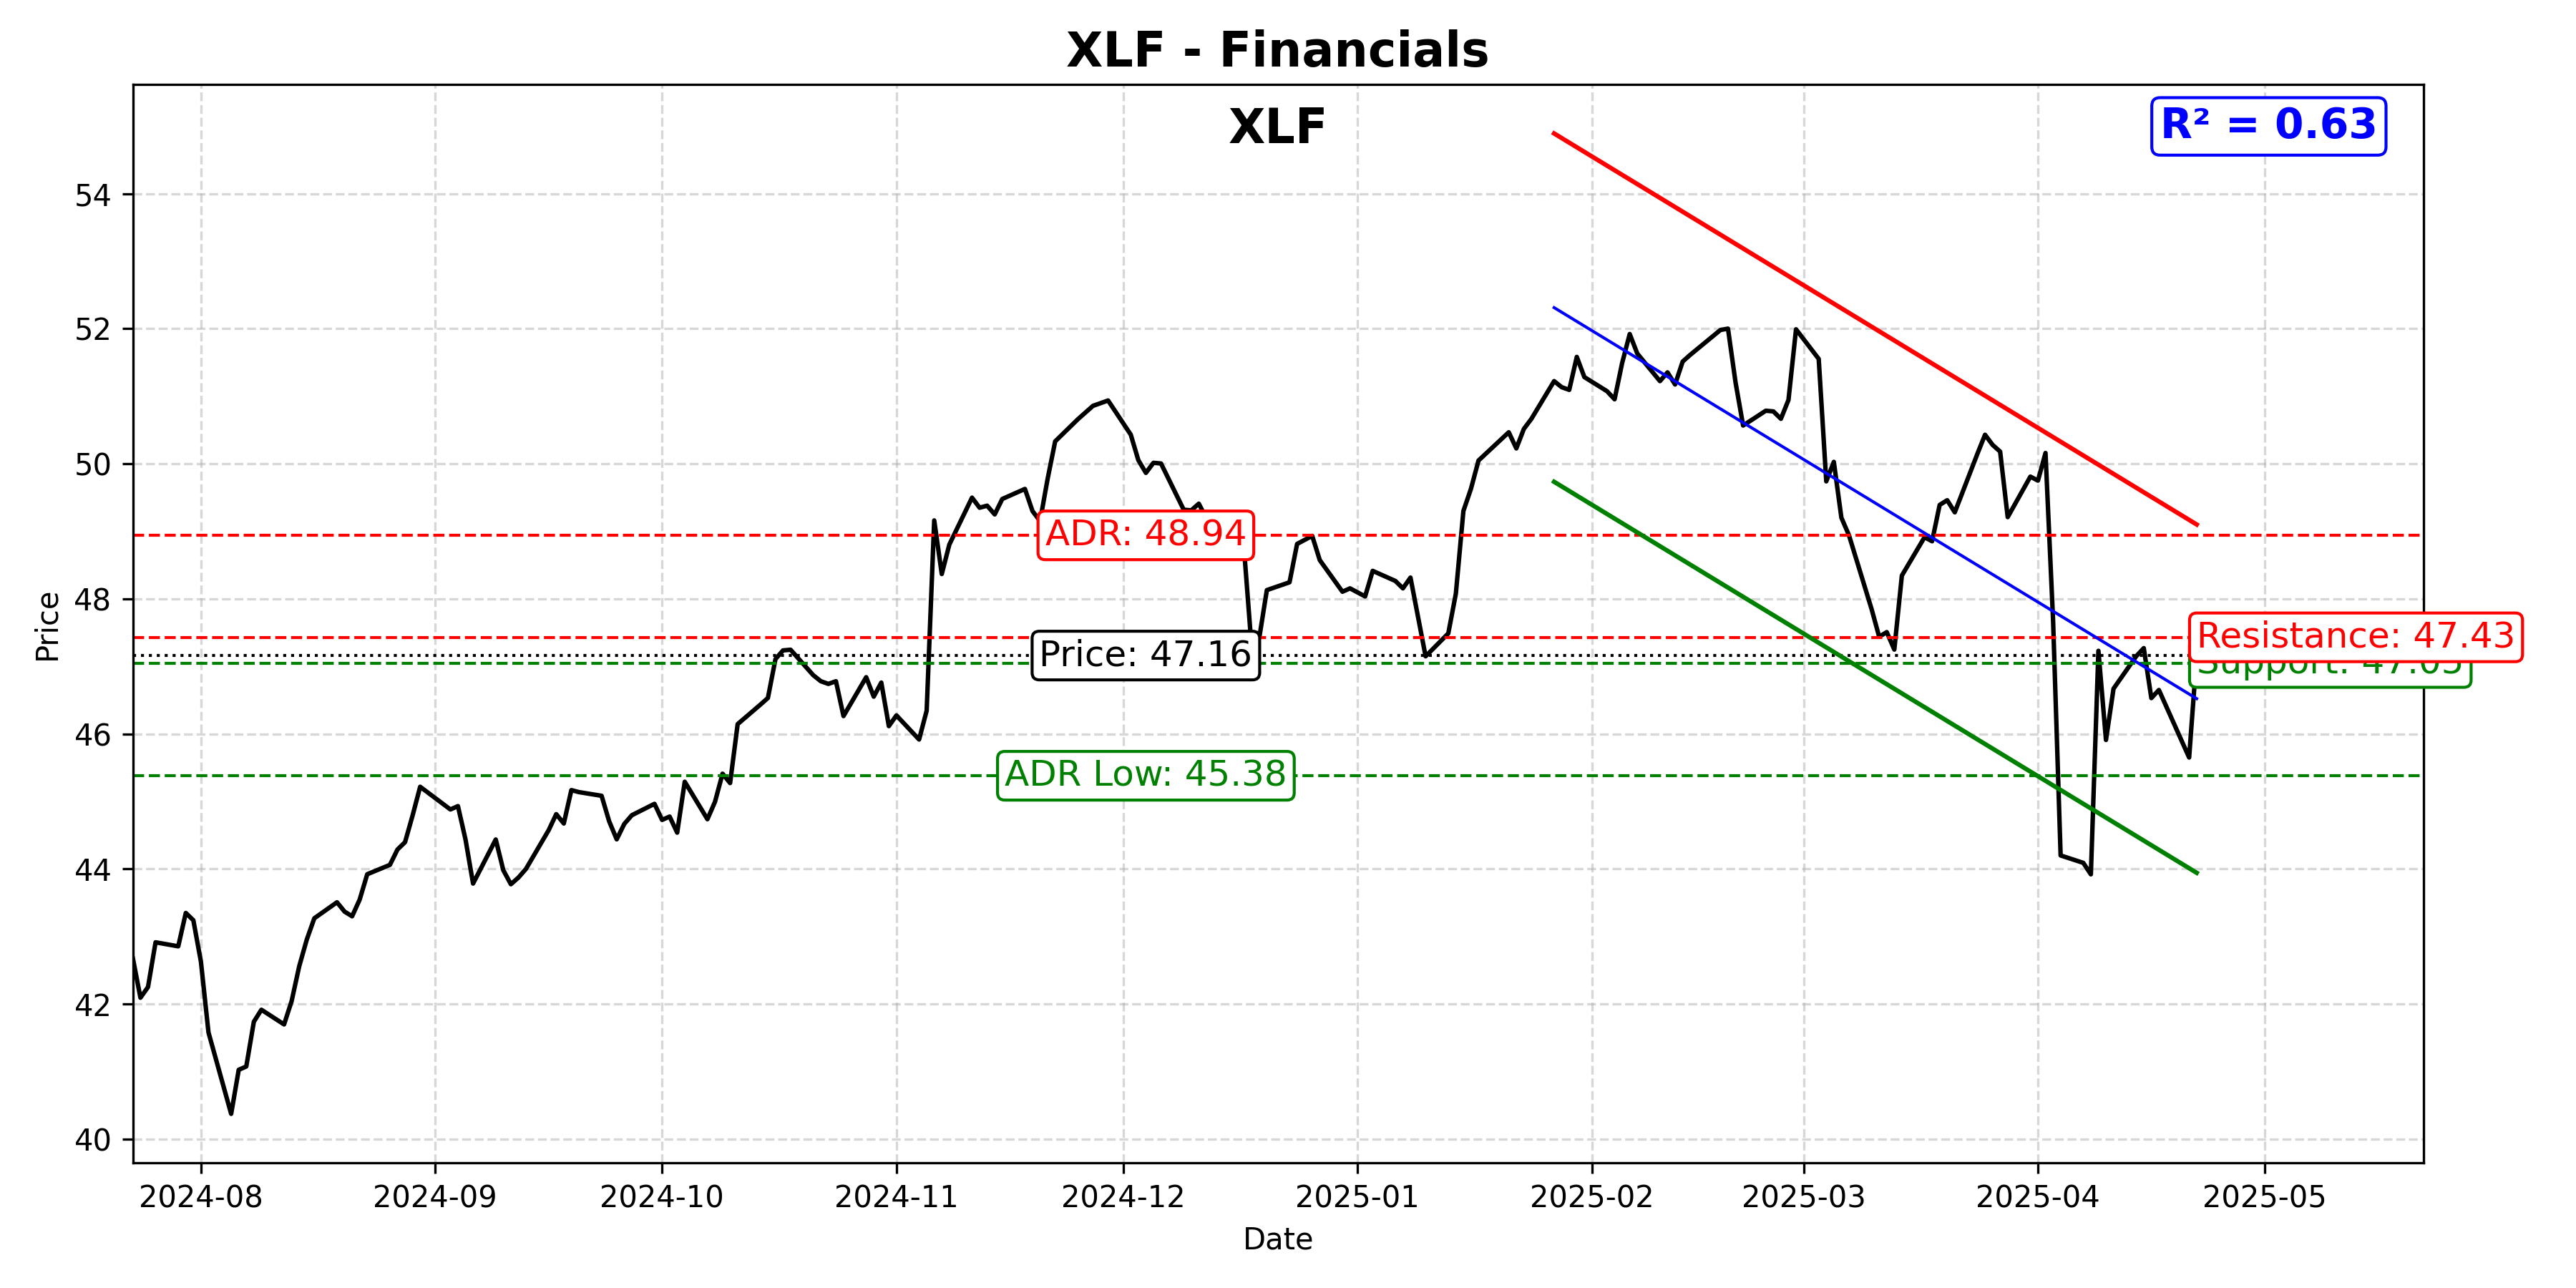 XLF - Financials
XLF
R² = 0.63
54
52
50
48
46
44
42
40
Price
ADR: 48.94
Resistance: 47.43
Price: 47.16
Support:
ADR Low: 45.38
2024-08
2024-09
2024-10
2024-11
2024-12
2025-01
2025-02
2025-03
2025-04
2025-05
Date